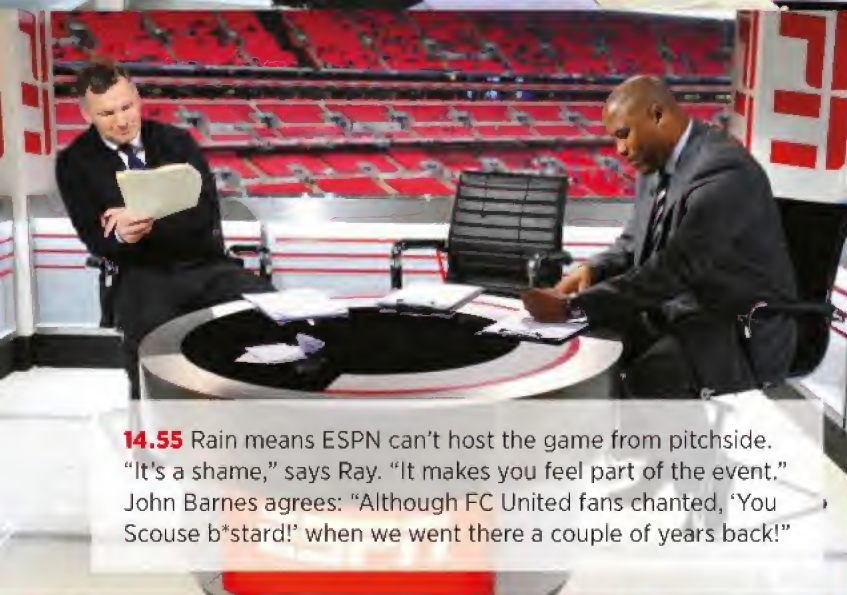 14.55 Rain means ESPN can't host the game from pitchside.
“It's a shame,” says Ray. “It makes you feel part of the event.”
John Barnes agrees: “Although FC United fans chanted, ‘You
Scouse b*stard!’ when we went there a couple of years back!”
ESPN